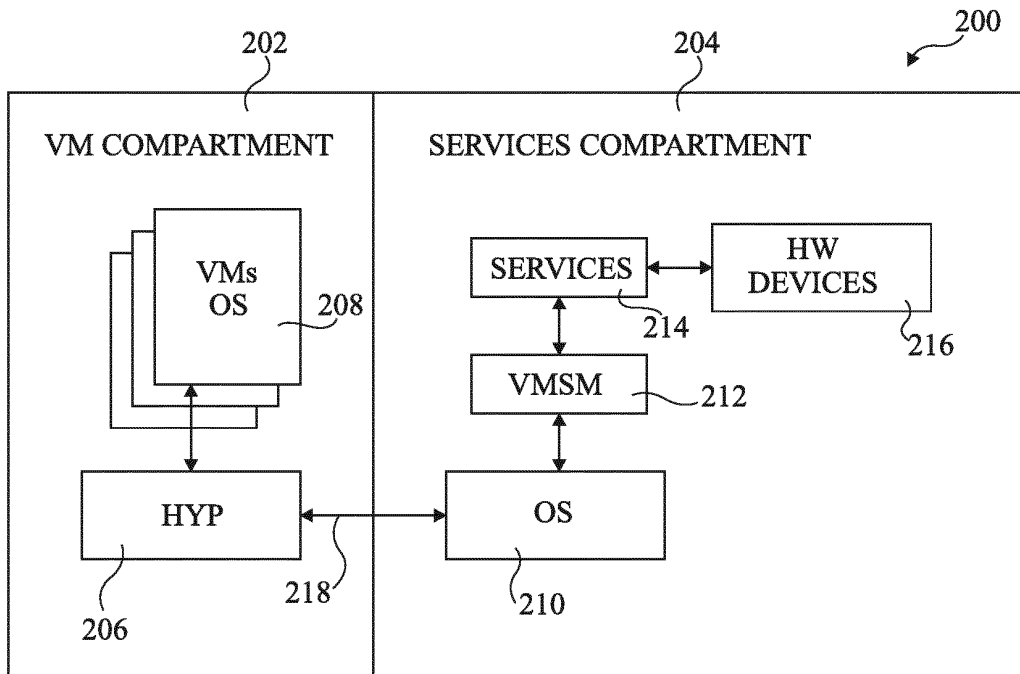 200
202
204
VM COMPARTMENT
SERVICES COMPARTMENT
VMs
OS
208
SERVICES
214
HW
DEVICES
216
VMSM
212
HYP
206
218
OS
210